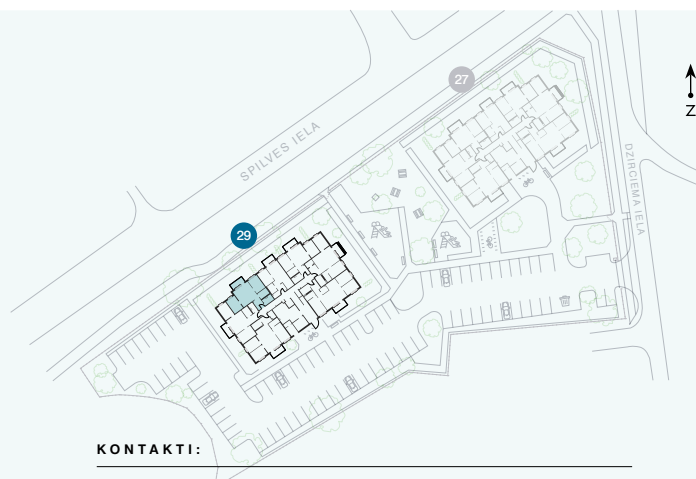 27
Z
SPILVES IELA
DZIRCIEMA IELA
29
KONTAKTI: